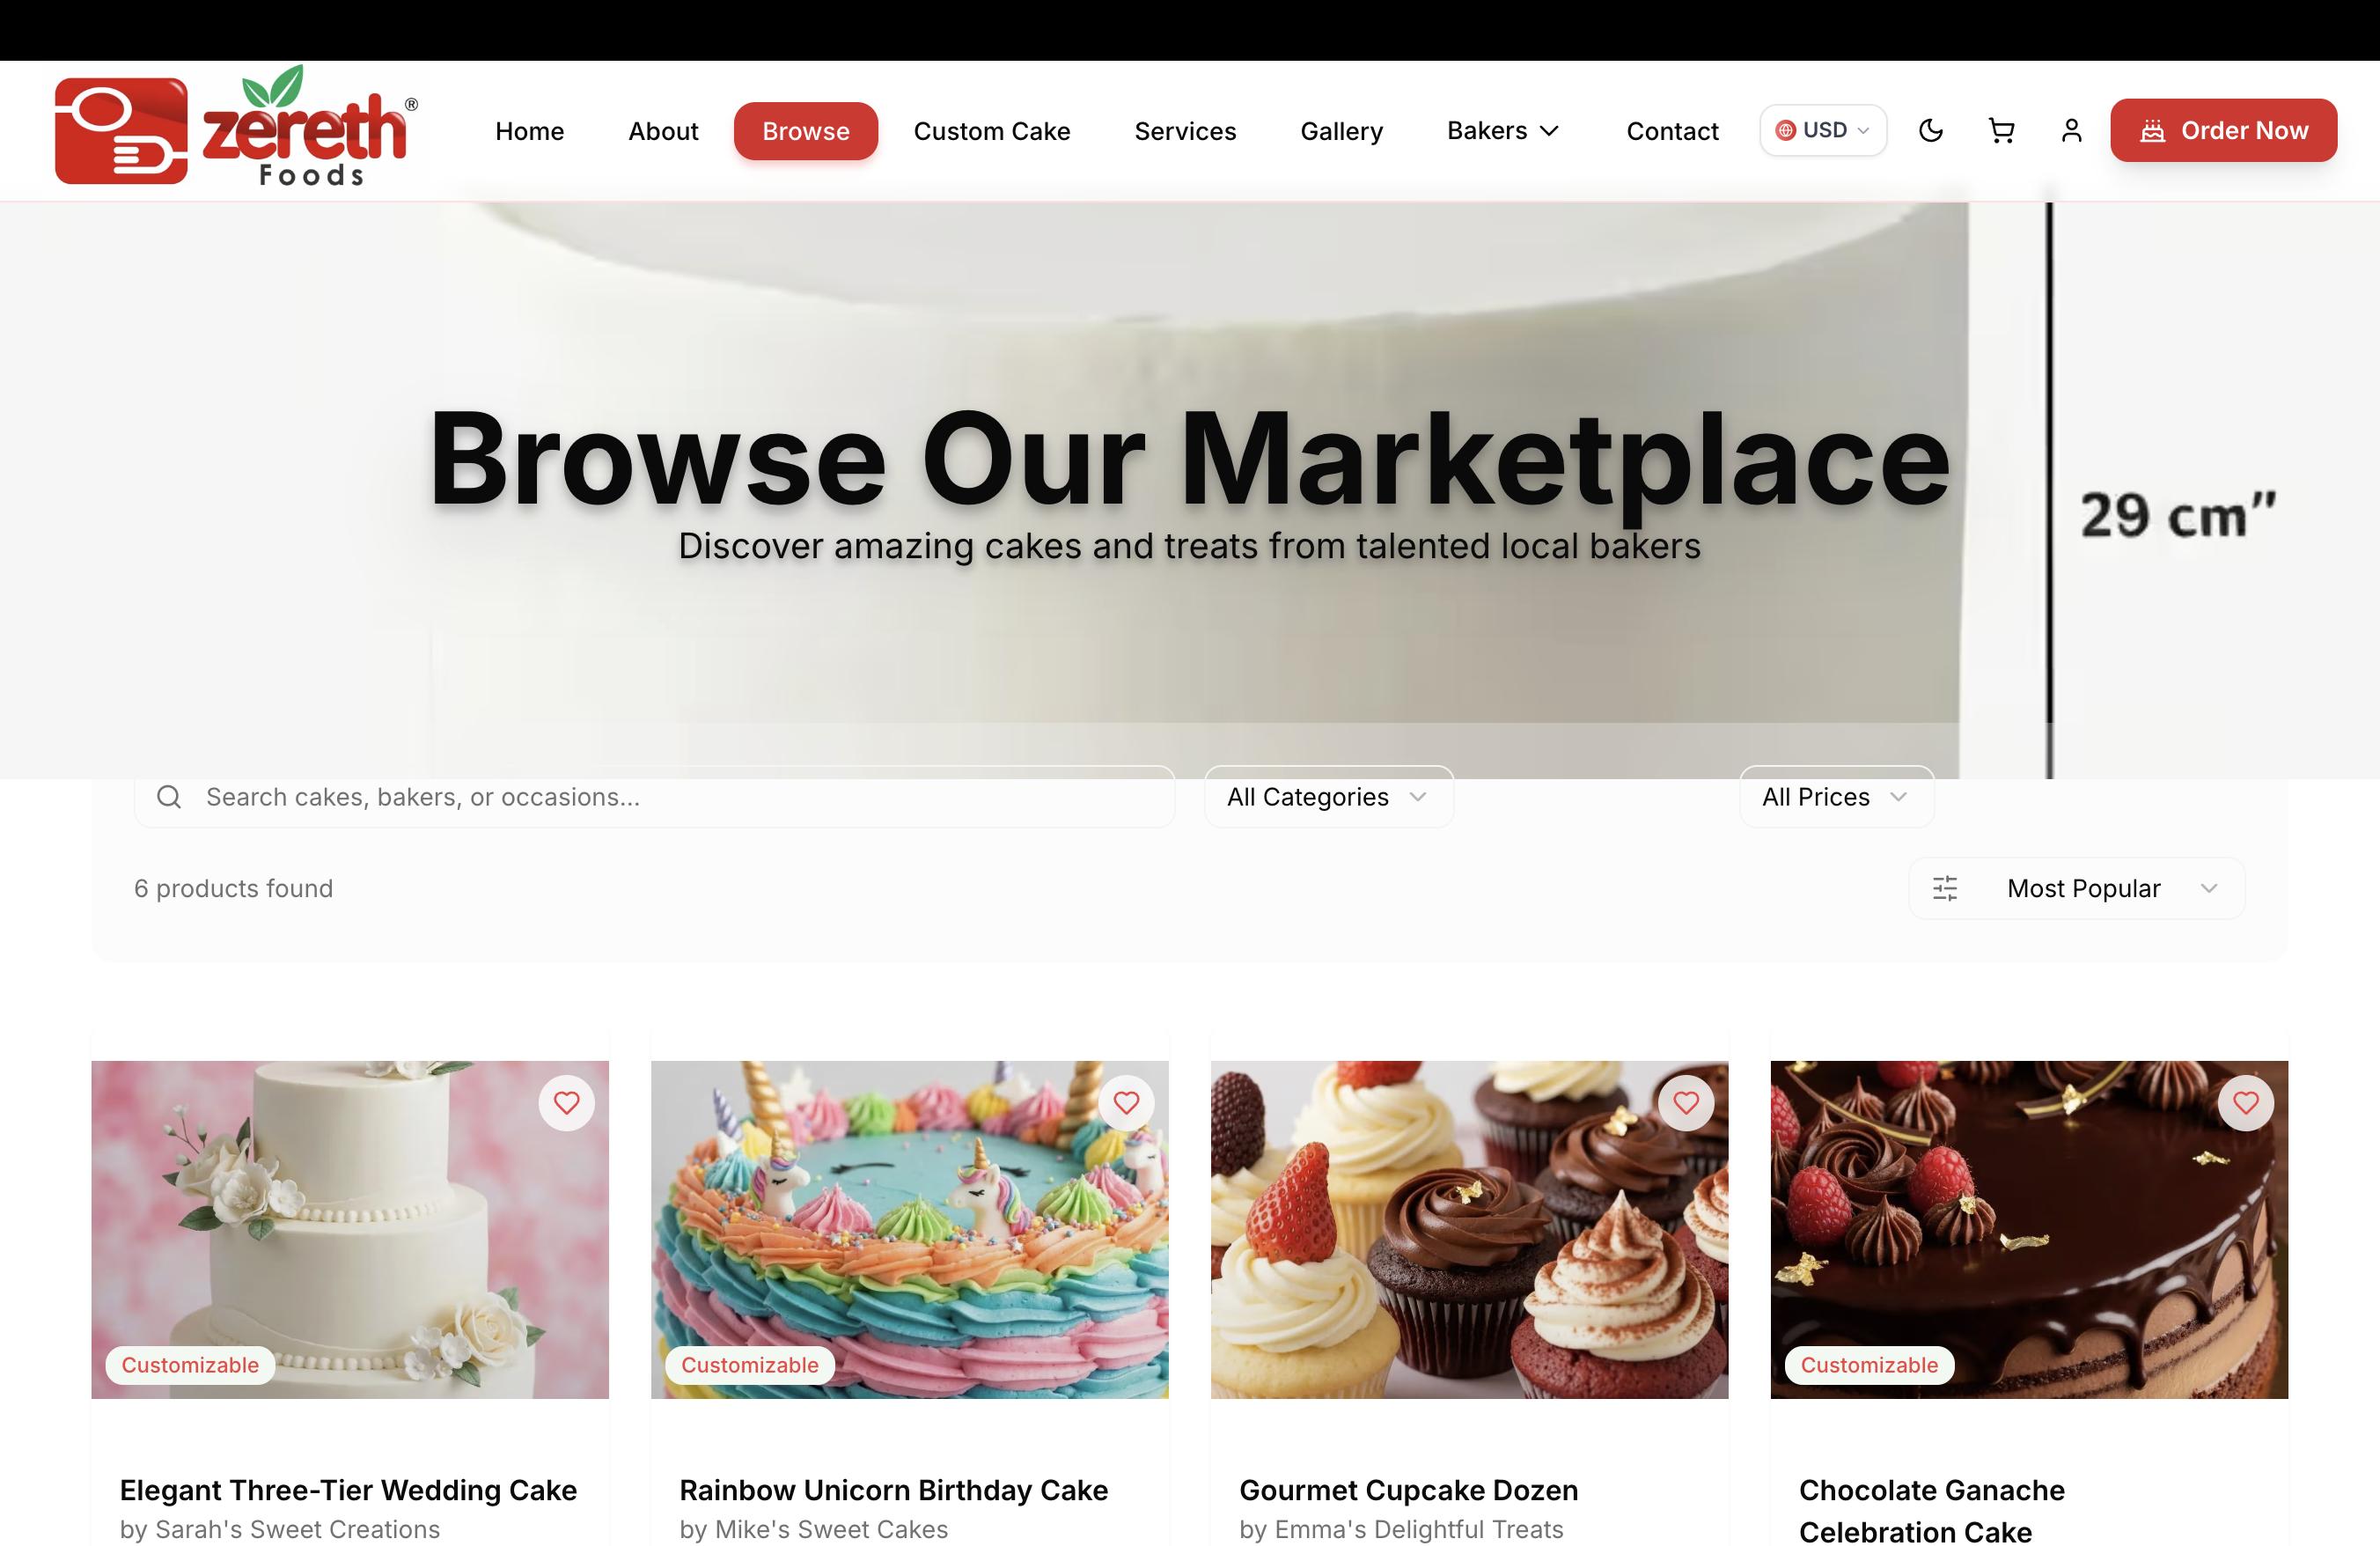 zereth®
Foods
Home About Browse Custom Cake Services Gallery Bakers Contact USD Order Now
Browse Our Marketplace
29 cm"
Discover amazing cakes and treats from talented local bakers
Search cakes, bakers, or occasions...
All Categories
All Prices
6 products found
Most Popular
Customizable
Customizable
Customizable
Elegant Three-Tier Wedding Cake
by Sarah's Sweet Creations
Rainbow Unicorn Birthday Cake
by Mike's Sweet Cakes
Gourmet Cupcake Dozen
by Emma's Delightful Treats
Chocolate Ganache
Celebration Cake